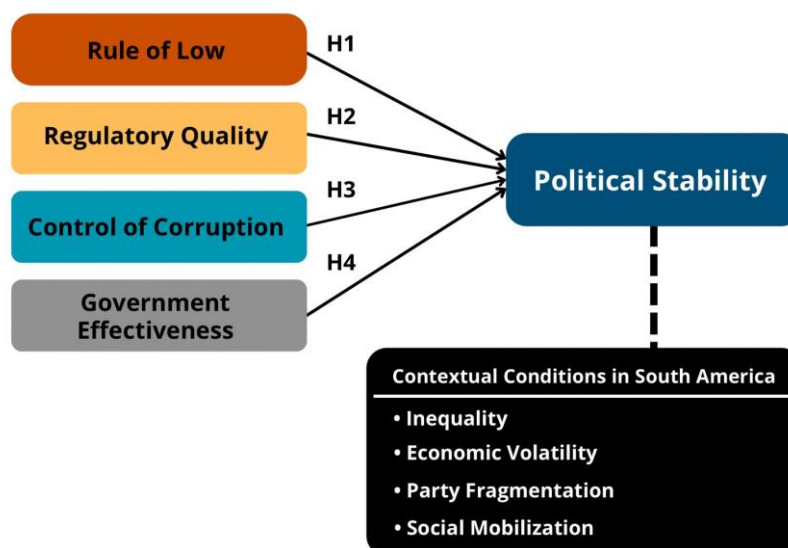 Rule of Low
H1
Regulatory Quality
H2
Control of Corruption
H3
Government
Effectiveness
H4
Political Stability
Contextual Conditions in South America
• Inequality
• Economic Volatility
• Party Fragmentation
• Social Mobilization